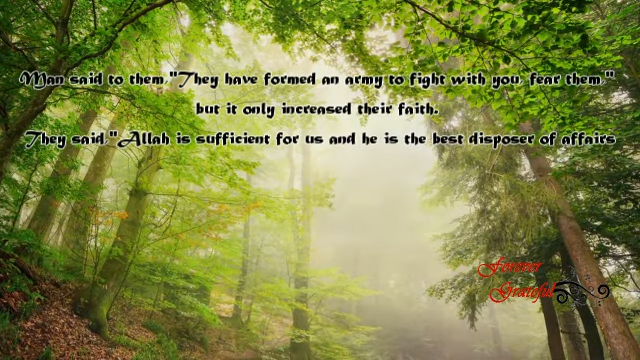 Man said to them,"They have formed an army to fight with you, fear them,"
but it only increased their faith.
They said,"Allah is sufficient for us and he is the best disposer of affairs
Forever
Grateful